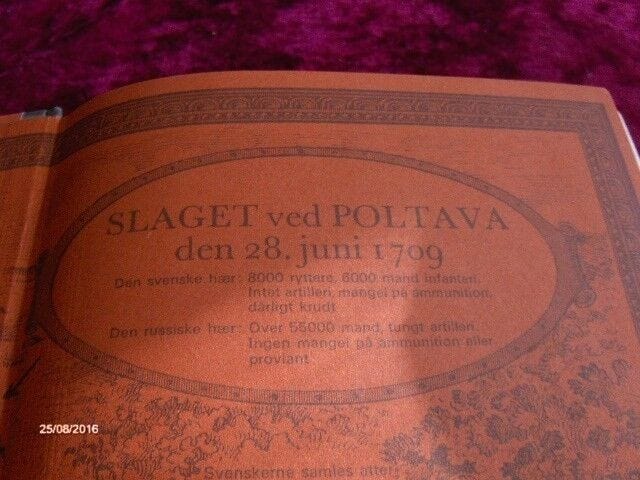 SLAGET ved POLTAVA
den 28. juni 1709
Den svenske hær: 8000 ryttere, 6000 mand infanteri.
Intet artilleri, mangel på ammunition,
dårligt krudt
Den russiske hær: Over 55000 mand, tungt artilleri.
Ingen mangel på ammunition eller
proviant
Svenskerne samles atter
25/08/2016